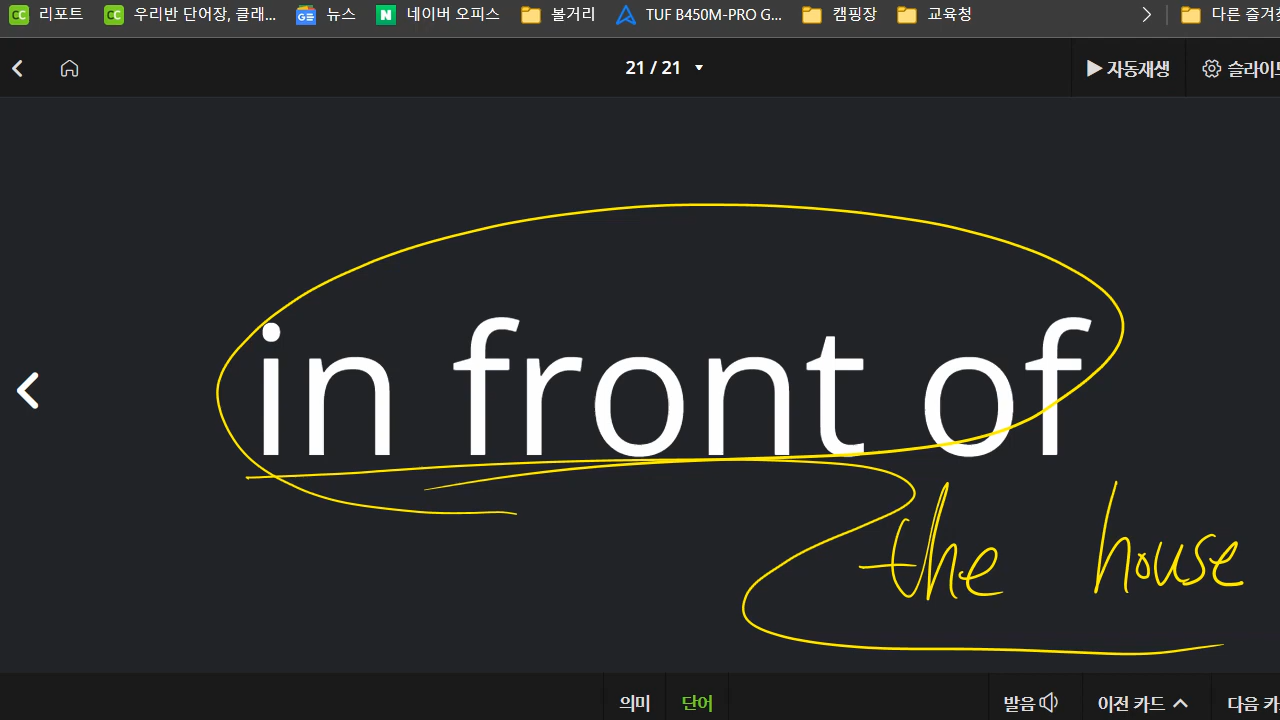 리포트 우리반 단어장, 클래... 뉴스 네이버 오피스 볼거리 TUF B450M-PRO G... 캠핑장 교육청 다른 즐겨
21 / 21 자동재생 슬라이드
in front of
the house
의미 단어 발음 이전 카드 다음